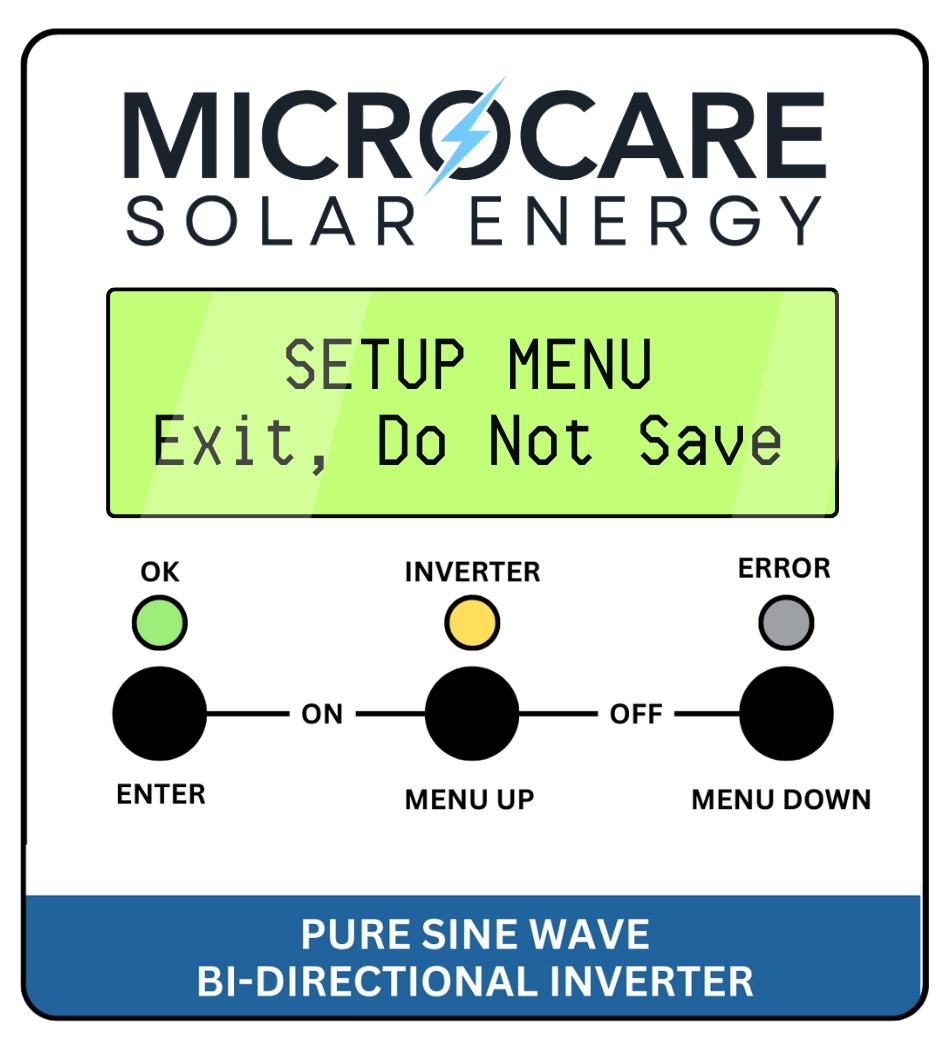 MICROCARE
SOLAR ENERGY
SETUP MENU
Exit, Do Not Save
OK
INVERTER
ERROR
ON
OFF
ENTER
MENU UP
MENU DOWN
PURE SINE WAVE
BI-DIRECTIONAL INVERTER